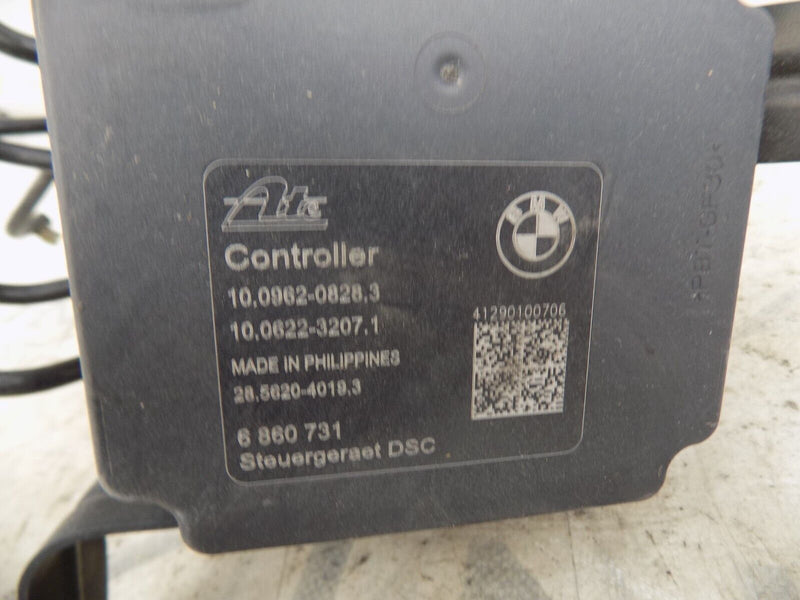 Ate
BMW
Controller
10.0962-0828.3
10.0622-3207.1
41290100706
MADE IN PHILIPPINES
28.5620-4019.3
6 860 731
Steuergeraet DSC